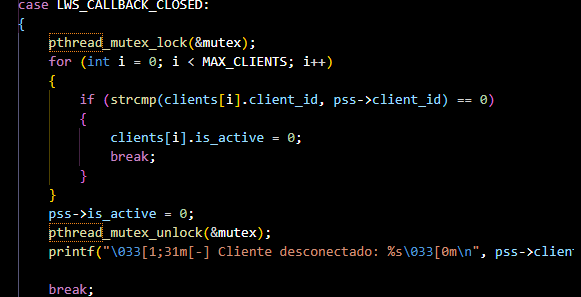 case LWS_CALLBACK_CLOSED:
{
pthread_mutex_lock(&mutex);
for (int i = 0; i < MAX_CLIENTS; i++)
{
if (strcmp(clients[i].client_id, pss->client_id) == 0)
{
clients[i].is_active = 0;
break;
}
}
pss->is_active = 0;
pthread_mutex_unlock(&mutex);
printf("\033[1;31m[-] Cliente desconectado: %s\033[0m\n", pss->client
break;